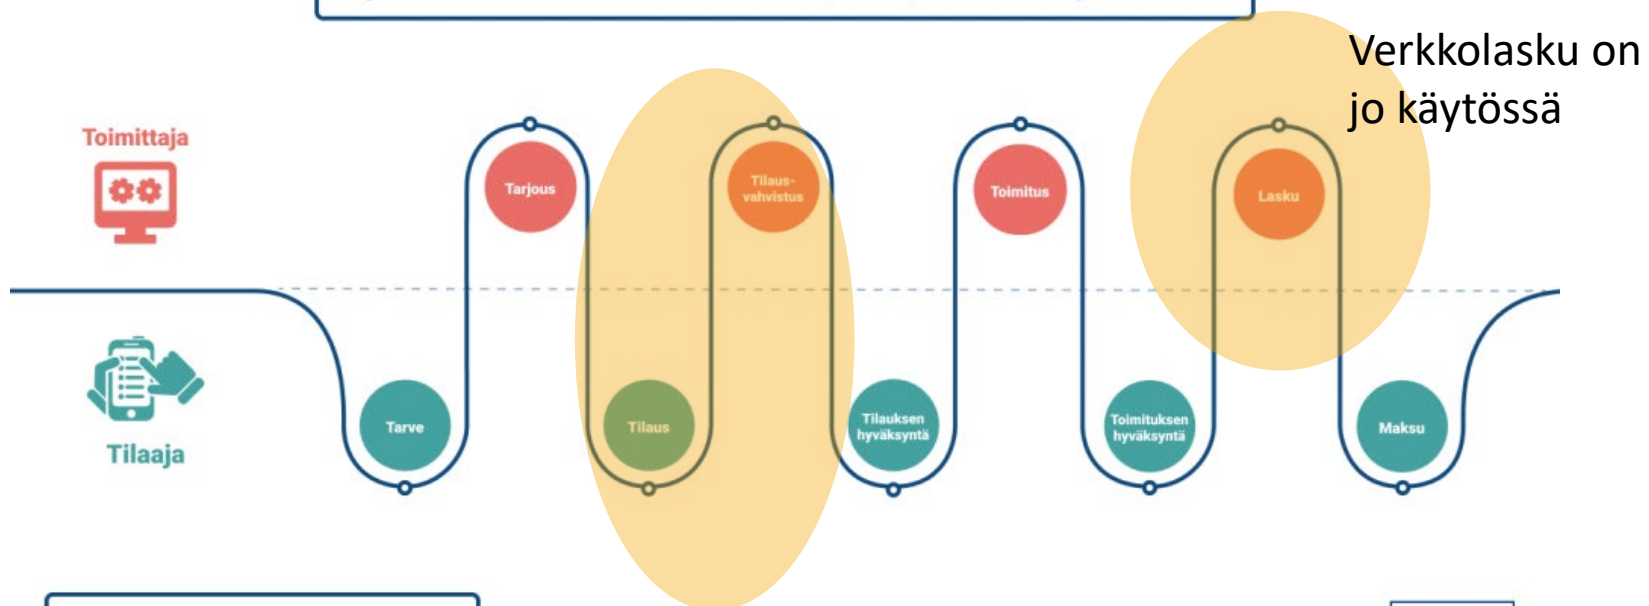 Verkkolasku on
jo käytössä
Toimittaja
Tarjous
Tilaus-
vahvistus
Toimitus
Lasku
Tilaaja
Tarve
Tilaus
Tilauksen
hyväksyntä
Toimituksen
hyväksyntä
Maksu